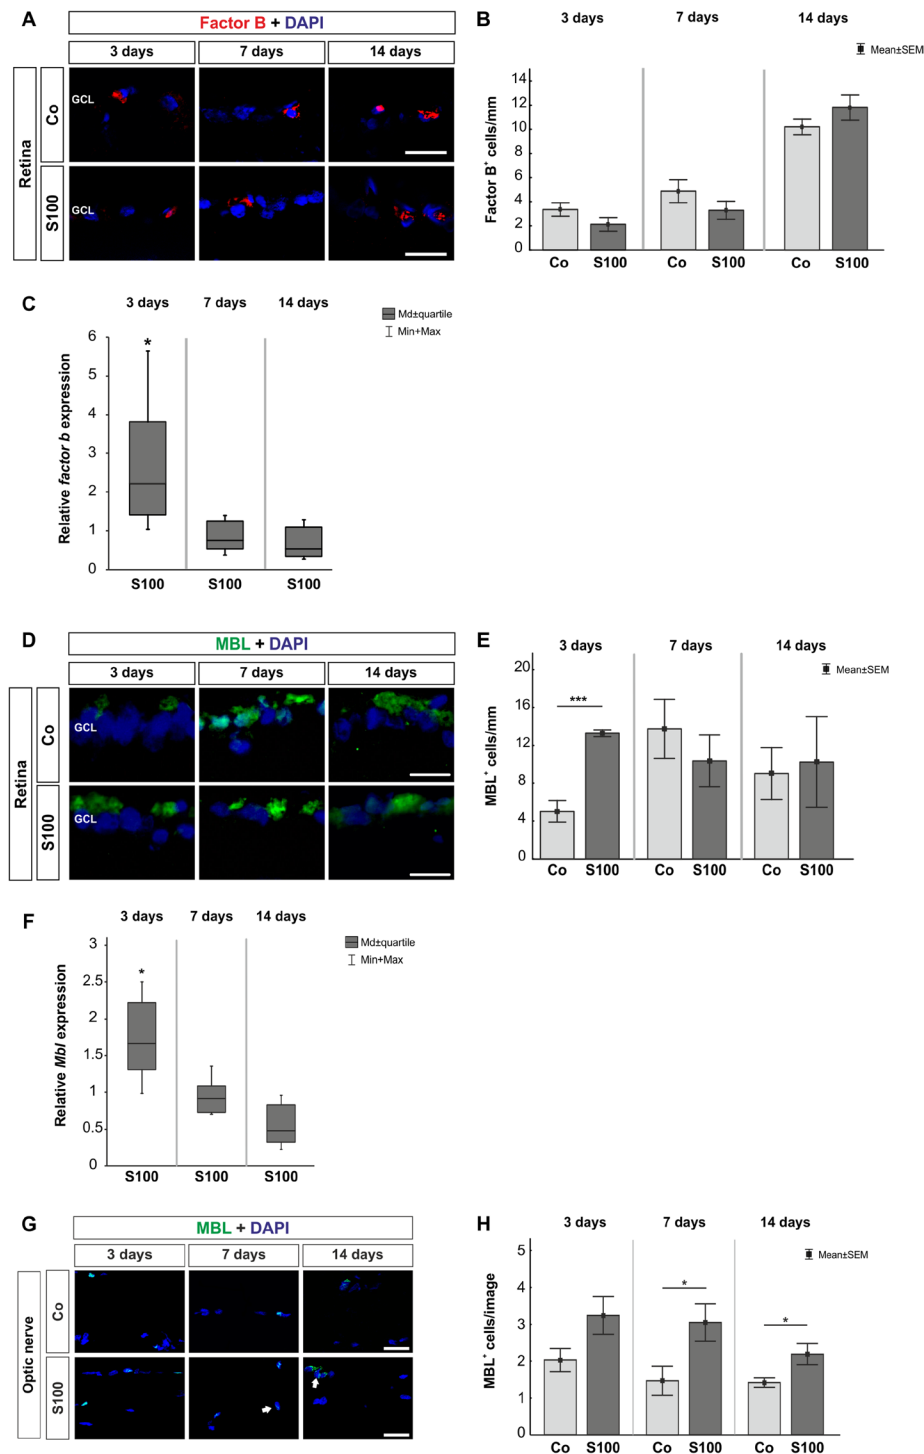 A
Factor B + DAPI
3 days
7 days
14 days
Retina
Co
S100
GCL
GCL
B
3 days
7 days
14 days
Mean±SEM
Factor B+ cells/mm
14
12
10
8
6
4
2
0
Co
S100
Co
S100
Co
S100
C
3 days
7 days
14 days
Md±quartile
Min+Max
Relative factor b expression
6
5
4
3
2
1
0
*
S100
S100
S100
D
MBL + DAPI
3 days
7 days
14 days
Retina
Co
S100
GCL
GCL
E
3 days
7 days
14 days
Mean±SEM
MBL+ cells/mm
20
16
12
8
4
0
***
Co
S100
Co
S100
Co
S100
F
3 days
7 days
14 days
Md±quartile
Min+Max
Relative Mbl expression
3
2.5
2
1.5
1
0.5
0
*
S100
S100
S100
G
MBL + DAPI
3 days
7 days
14 days
Optic nerve
Co
S100
H
3 days
7 days
14 days
Mean±SEM
MBL+ cells/image
5
4
3
2
1
0
*
*
Co
S100
Co
S100
Co
S100